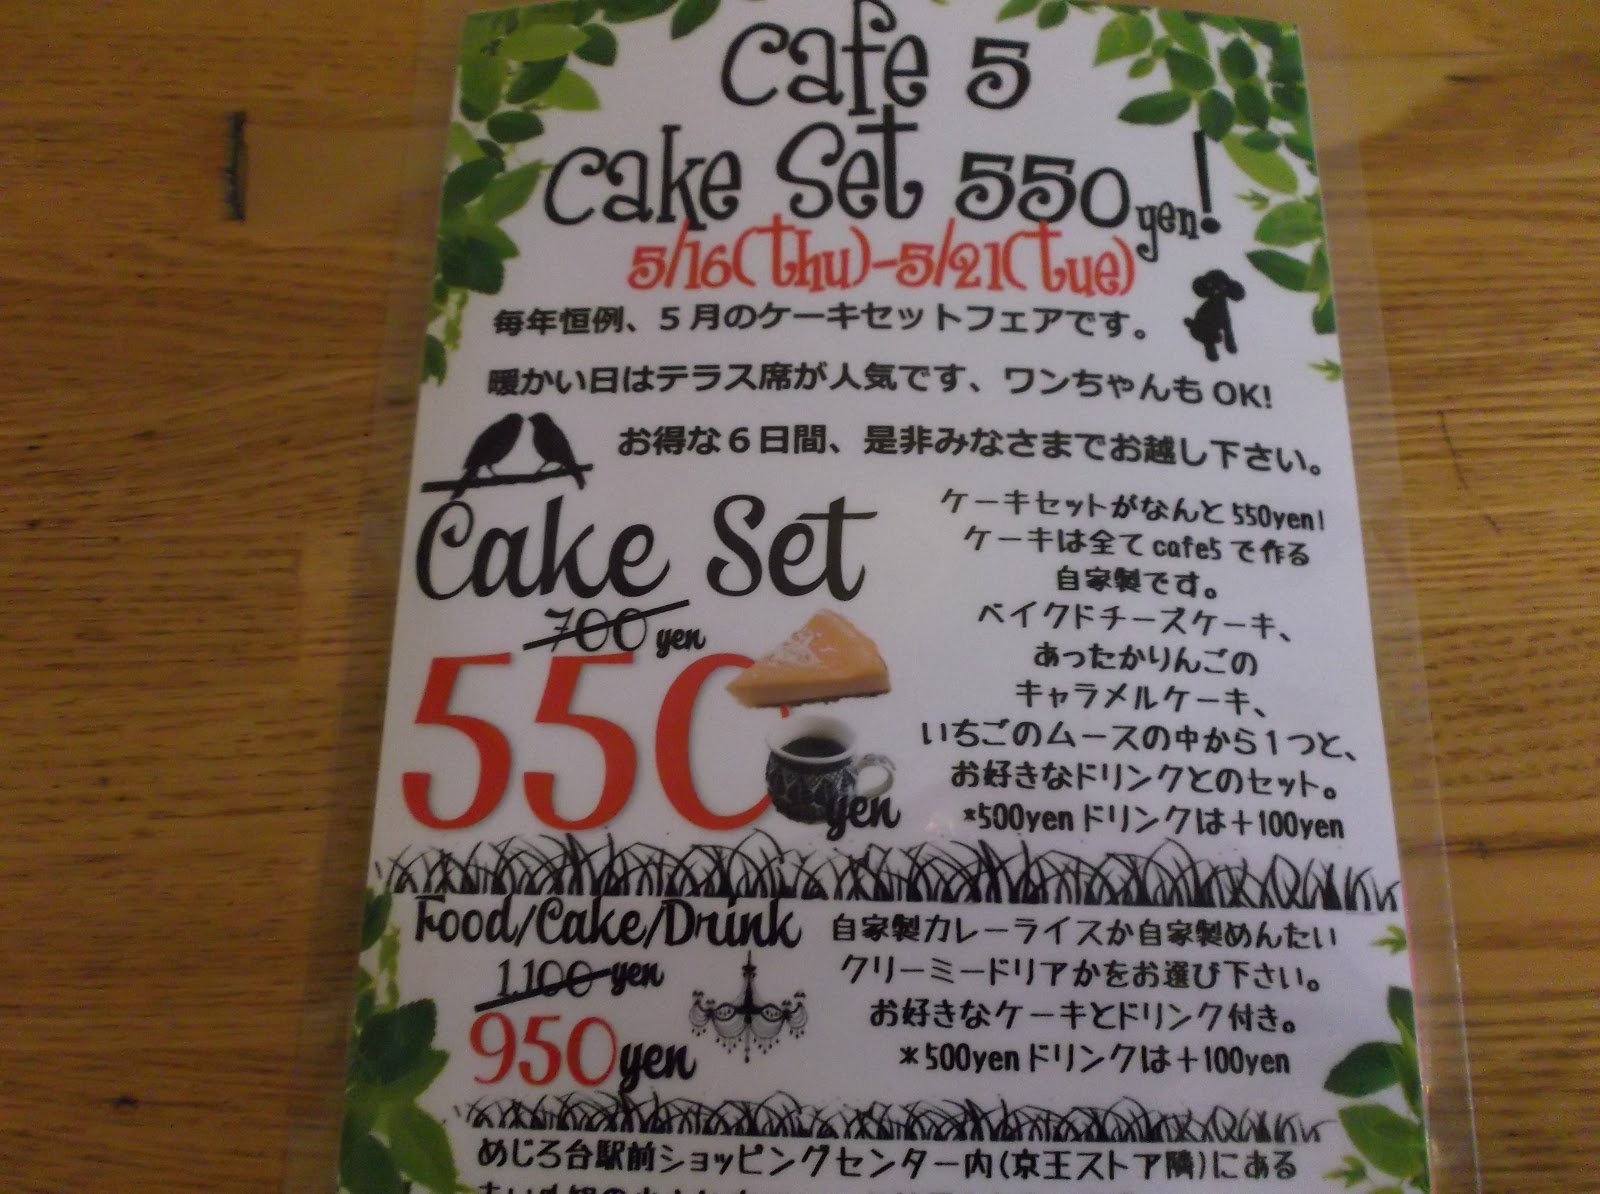 Cafe 5
Cake Set 550yen!
5/16(thu)-5/21(tue)
毎年恒例、5月のケーキセットフェアです。
暖かい日はテラス席が人気です、ワンちゃんもOK!
お得な6日間、是非みなさまでお越し下さい。
Cake Set
700yen
550yen
ケーキセットがなんと550yen!
ケーキは全てcafe5で作る
自家製です。
ベイクドチーズケーキ、
あったかりんごの
キャラメルケーキ、
いちごのムースの中から1つと、
お好きなドリンクとのセット。
*500yenドリンクは+100yen
Food/Cake/Drink
1.100yen
950yen
自家製カレーライスか自家製めんたい
クリーミードリアかをお選び下さい。
お好きなケーキとドリンク付き。
*500yenドリンクは+100yen
めじろ台駅前ショッピングセンター内(京王ストア隣)にある